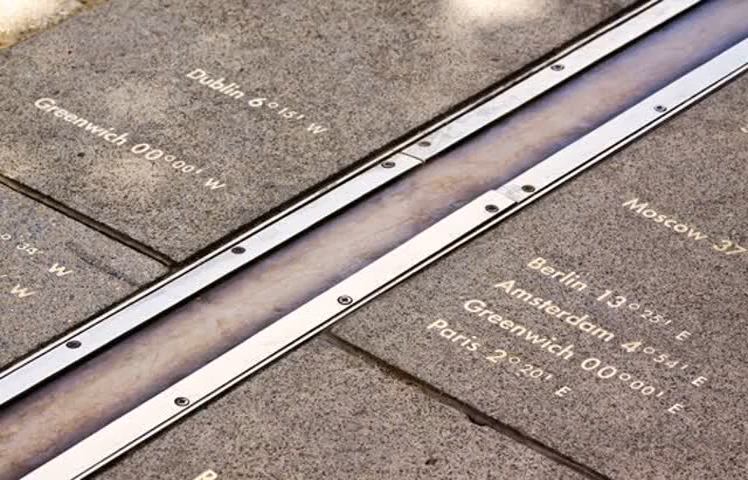 Dublin 6°15' W
Greenwich 00°00' W
° 34' W
' W
Moscow 37
Berlin 13°25' E
Amsterdam 4°54' E
Greenwich 00°00' E
Paris 2°20' E